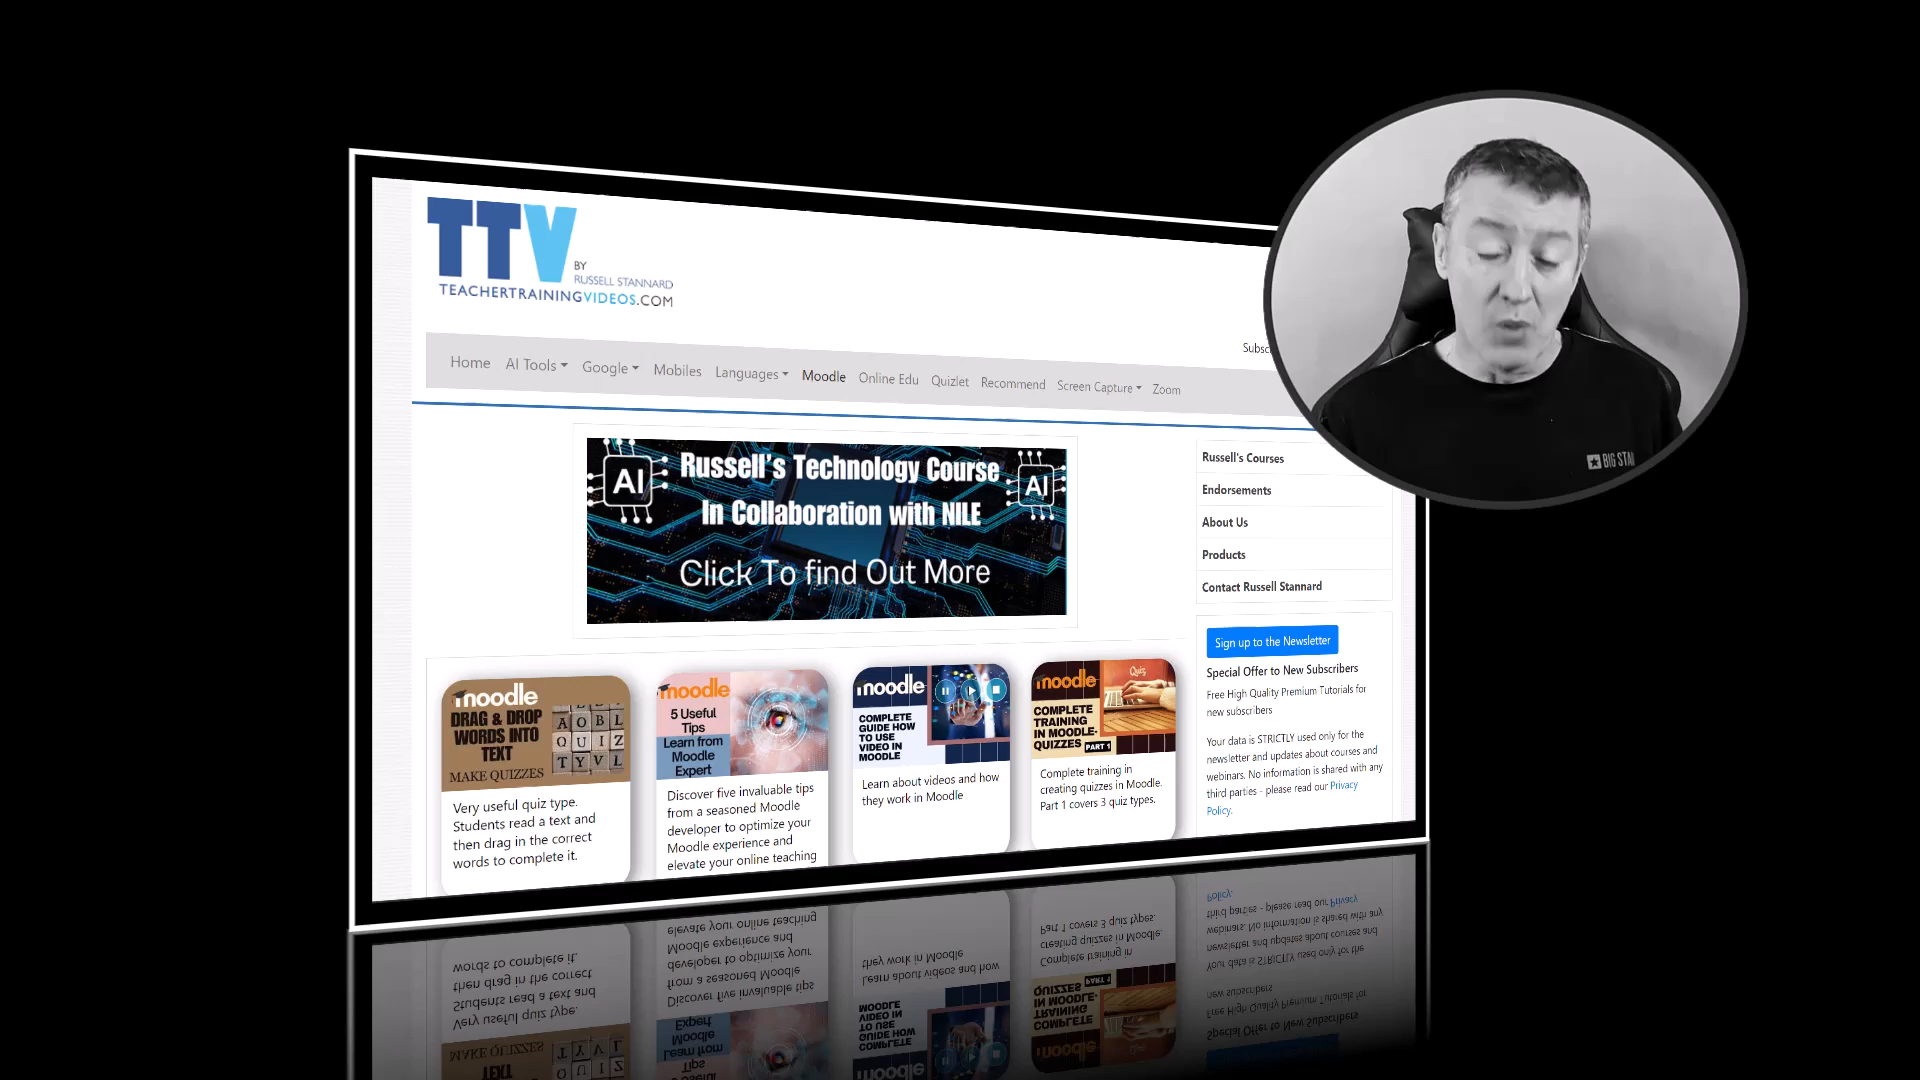 TTV
BY
RUSSELL STANNARD
TEACHERTRAININGVIDEOS.COM
Subsc
Home AI Tools Google Mobiles Languages Moodle Online Edu Quizlet Recommend Screen Capture Zoom
AI Russell's Technology Course AI
In Collaboration with NILE
Click To find Out More
Russell's Courses
Endorsements
About Us
Products
Contact Russell Stannard
Sign up to the Newsletter
Special Offer to New Subscribers
Free High Quality Premium Tutorials for
new subscribers
Your data is STRICTLY used only for the
newsletter and updates about courses and
webinars. No information is shared with any
third parties - please read our Privacy
Policy.
moodle
DRAG & DROP
WORDS INTO
TEXT
MAKE QUIZZES
A O B L
Q U I Z
T Y V L
Very useful quiz type.
Students read a text and
then drag in the correct
words to complete it.
moodle
5 Useful
Tips
Learn from
Moodle
Expert
Discover five invaluable tips
from a seasoned Moodle
developer to optimize your
Moodle experience and
elevate your online teaching
moodle
COMPLETE
GUIDE HOW
TO USE
VIDEO IN
MOODLE
Learn about videos and how
they work in Moodle
moodle
Quiz
COMPLETE
TRAINING
IN MOODLE-
QUIZZES PART 1
Complete training in
creating quizzes in Moodle.
Part 1 covers 3 quiz types.
BIG STA